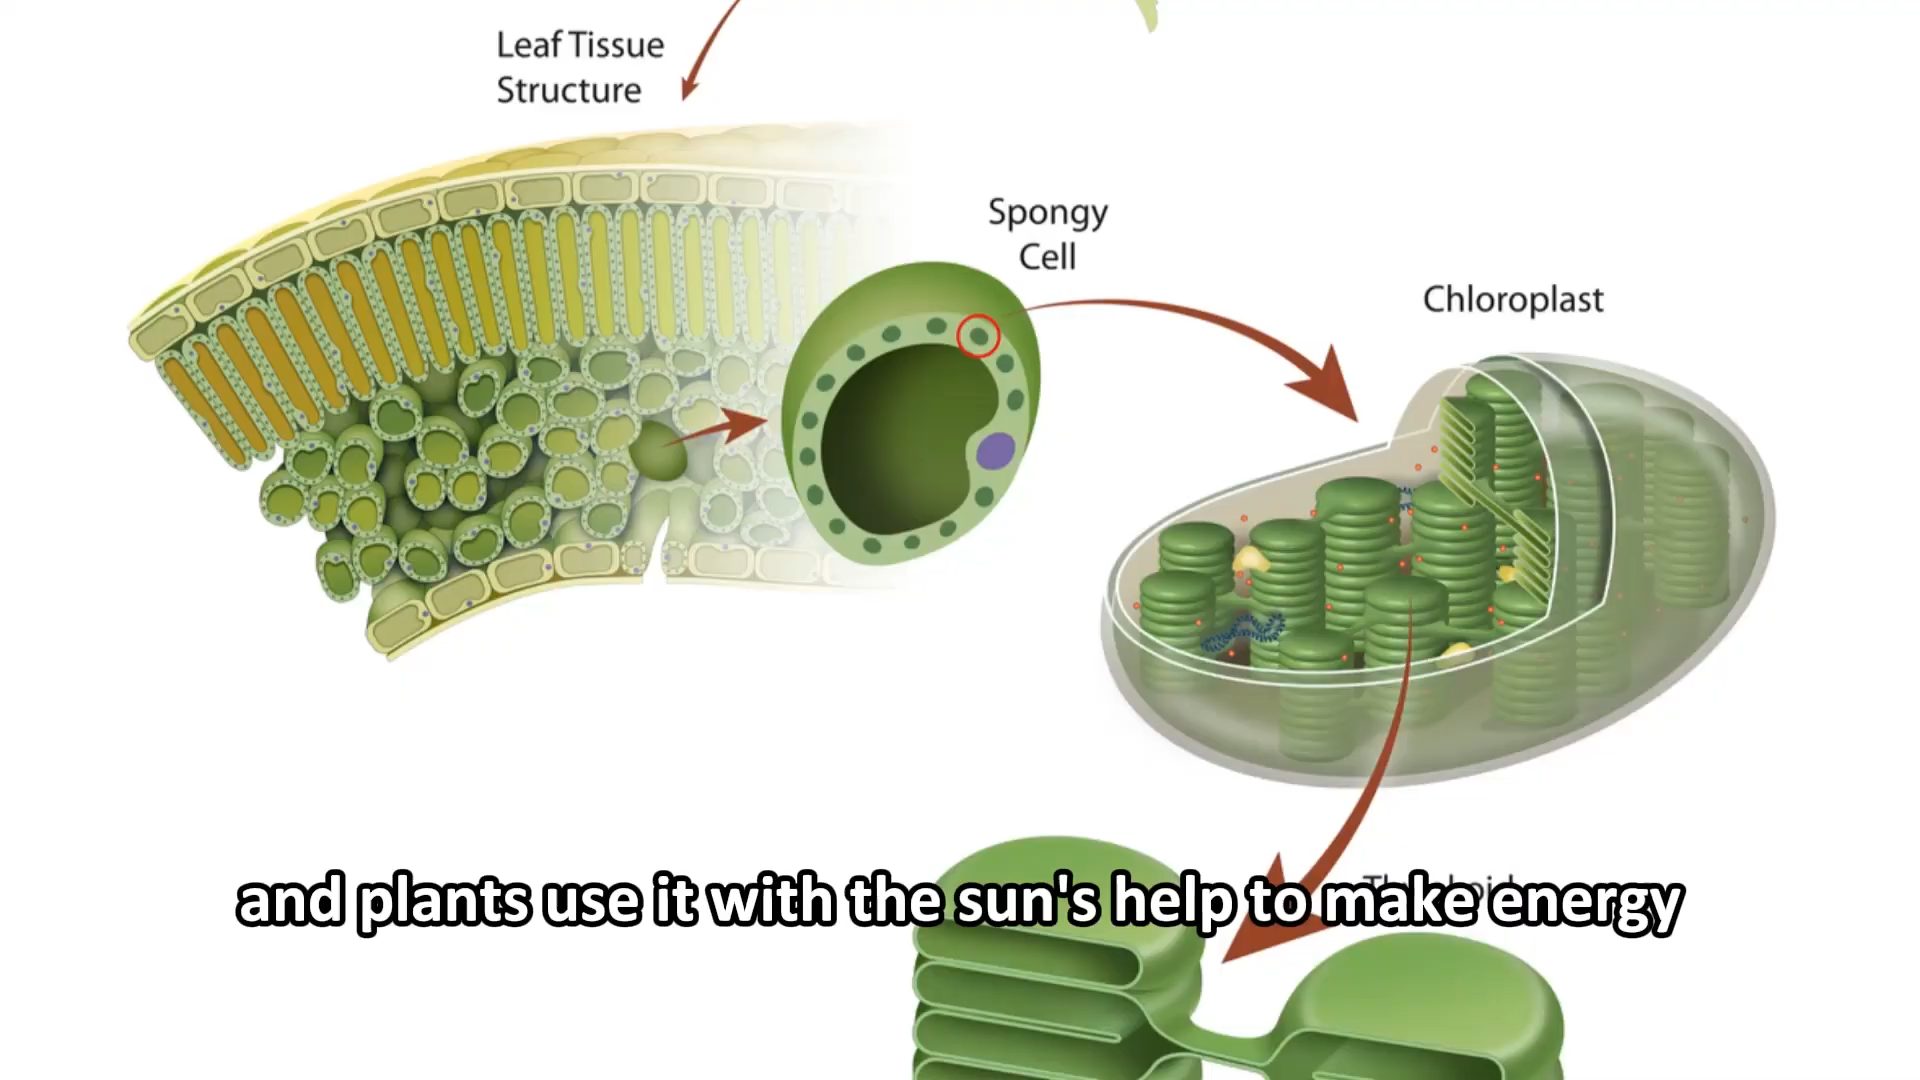 Leaf Tissue
Structure
Spongy
Cell
Chloroplast
and plants use it with the sun's help to make energy